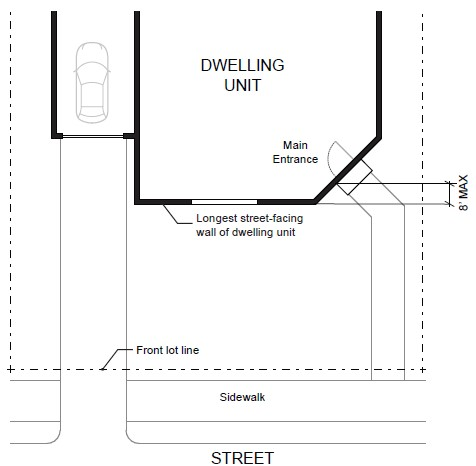 DWELLING
UNIT
Main
Entrance
8' MAX
Longest street-facing
wall of dwelling unit
Front lot line
Sidewalk
STREET